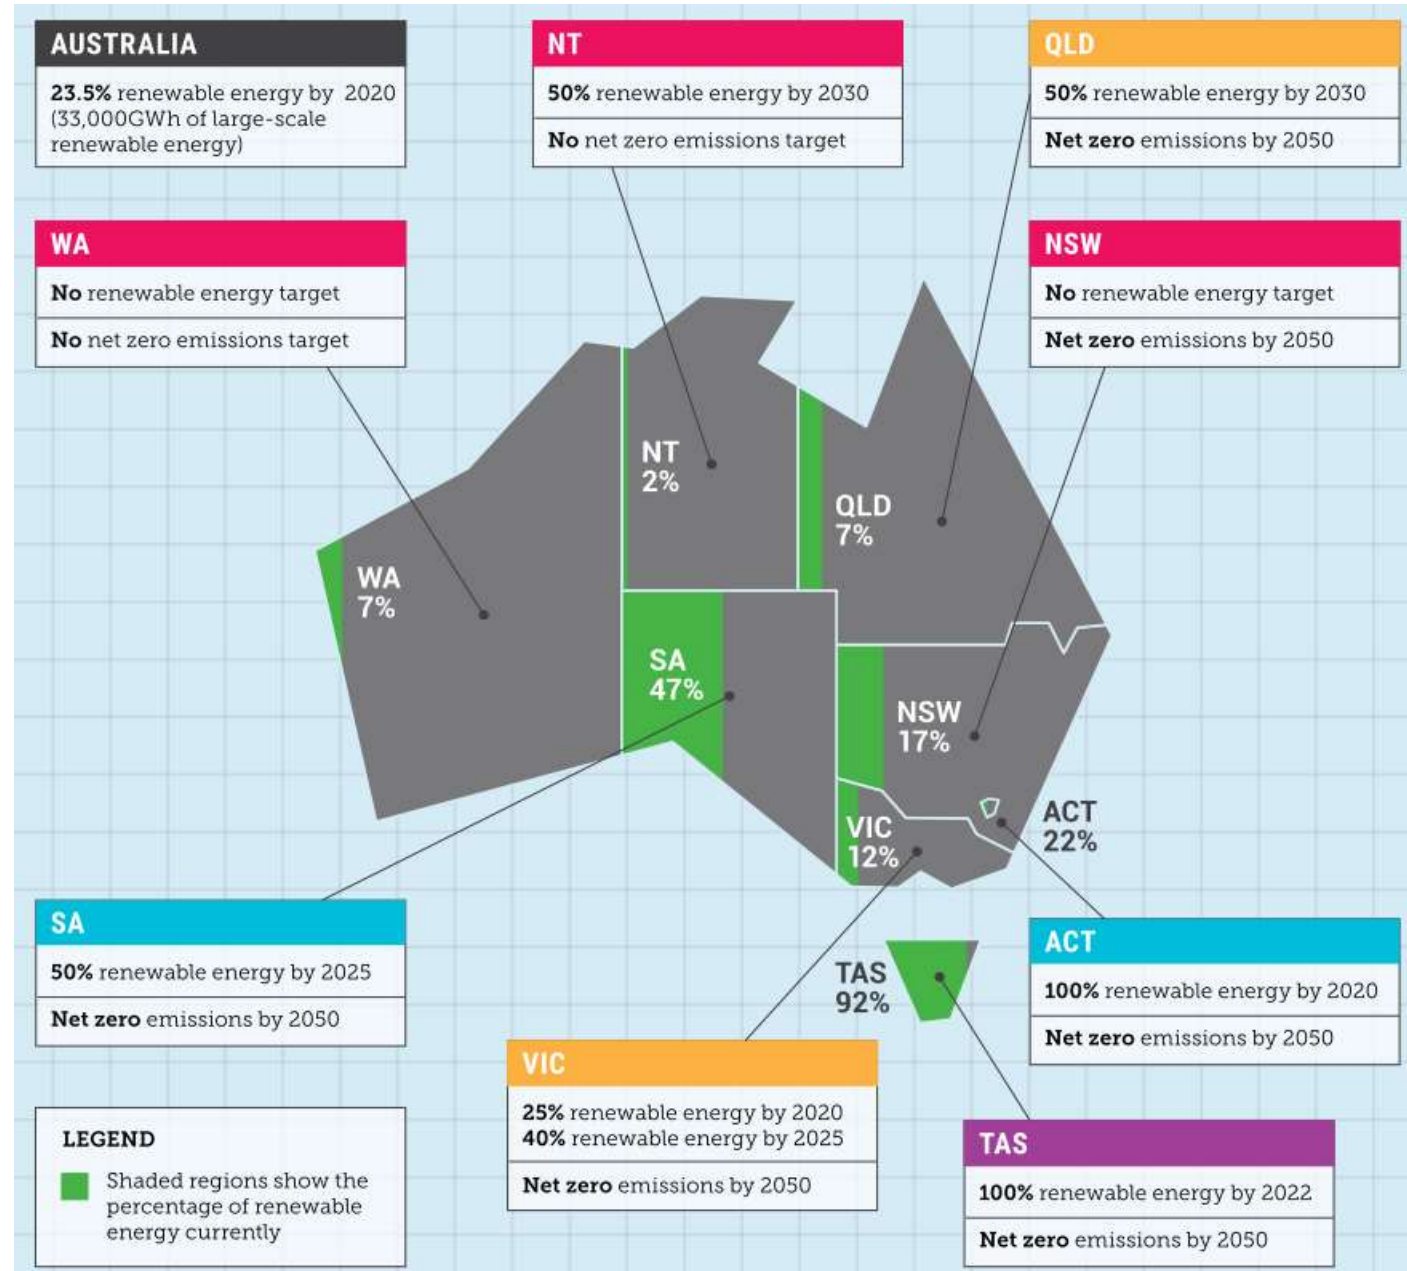 AUSTRALIA
23.5% renewable energy by 2020
(33,000GWh of large-scale
renewable energy)
NT
50% renewable energy by 2030
No net zero emissions target
QLD
50% renewable energy by 2030
Net zero emissions by 2050
WA
No renewable energy target
No net zero emissions target
NSW
No renewable energy target
Net zero emissions by 2050
NT
2%
QLD
7%
WA
7%
SA
47%
NSW
17%
ACT
22%
VIC
12%
TAS
92%
SA
50% renewable energy by 2025
Net zero emissions by 2050
ACT
100% renewable energy by 2020
Net zero emissions by 2050
VIC
25% renewable energy by 2020
40% renewable energy by 2025
Net zero emissions by 2050
TAS
100% renewable energy by 2022
Net zero emissions by 2050
LEGEND
Shaded regions show the
percentage of renewable
energy currently